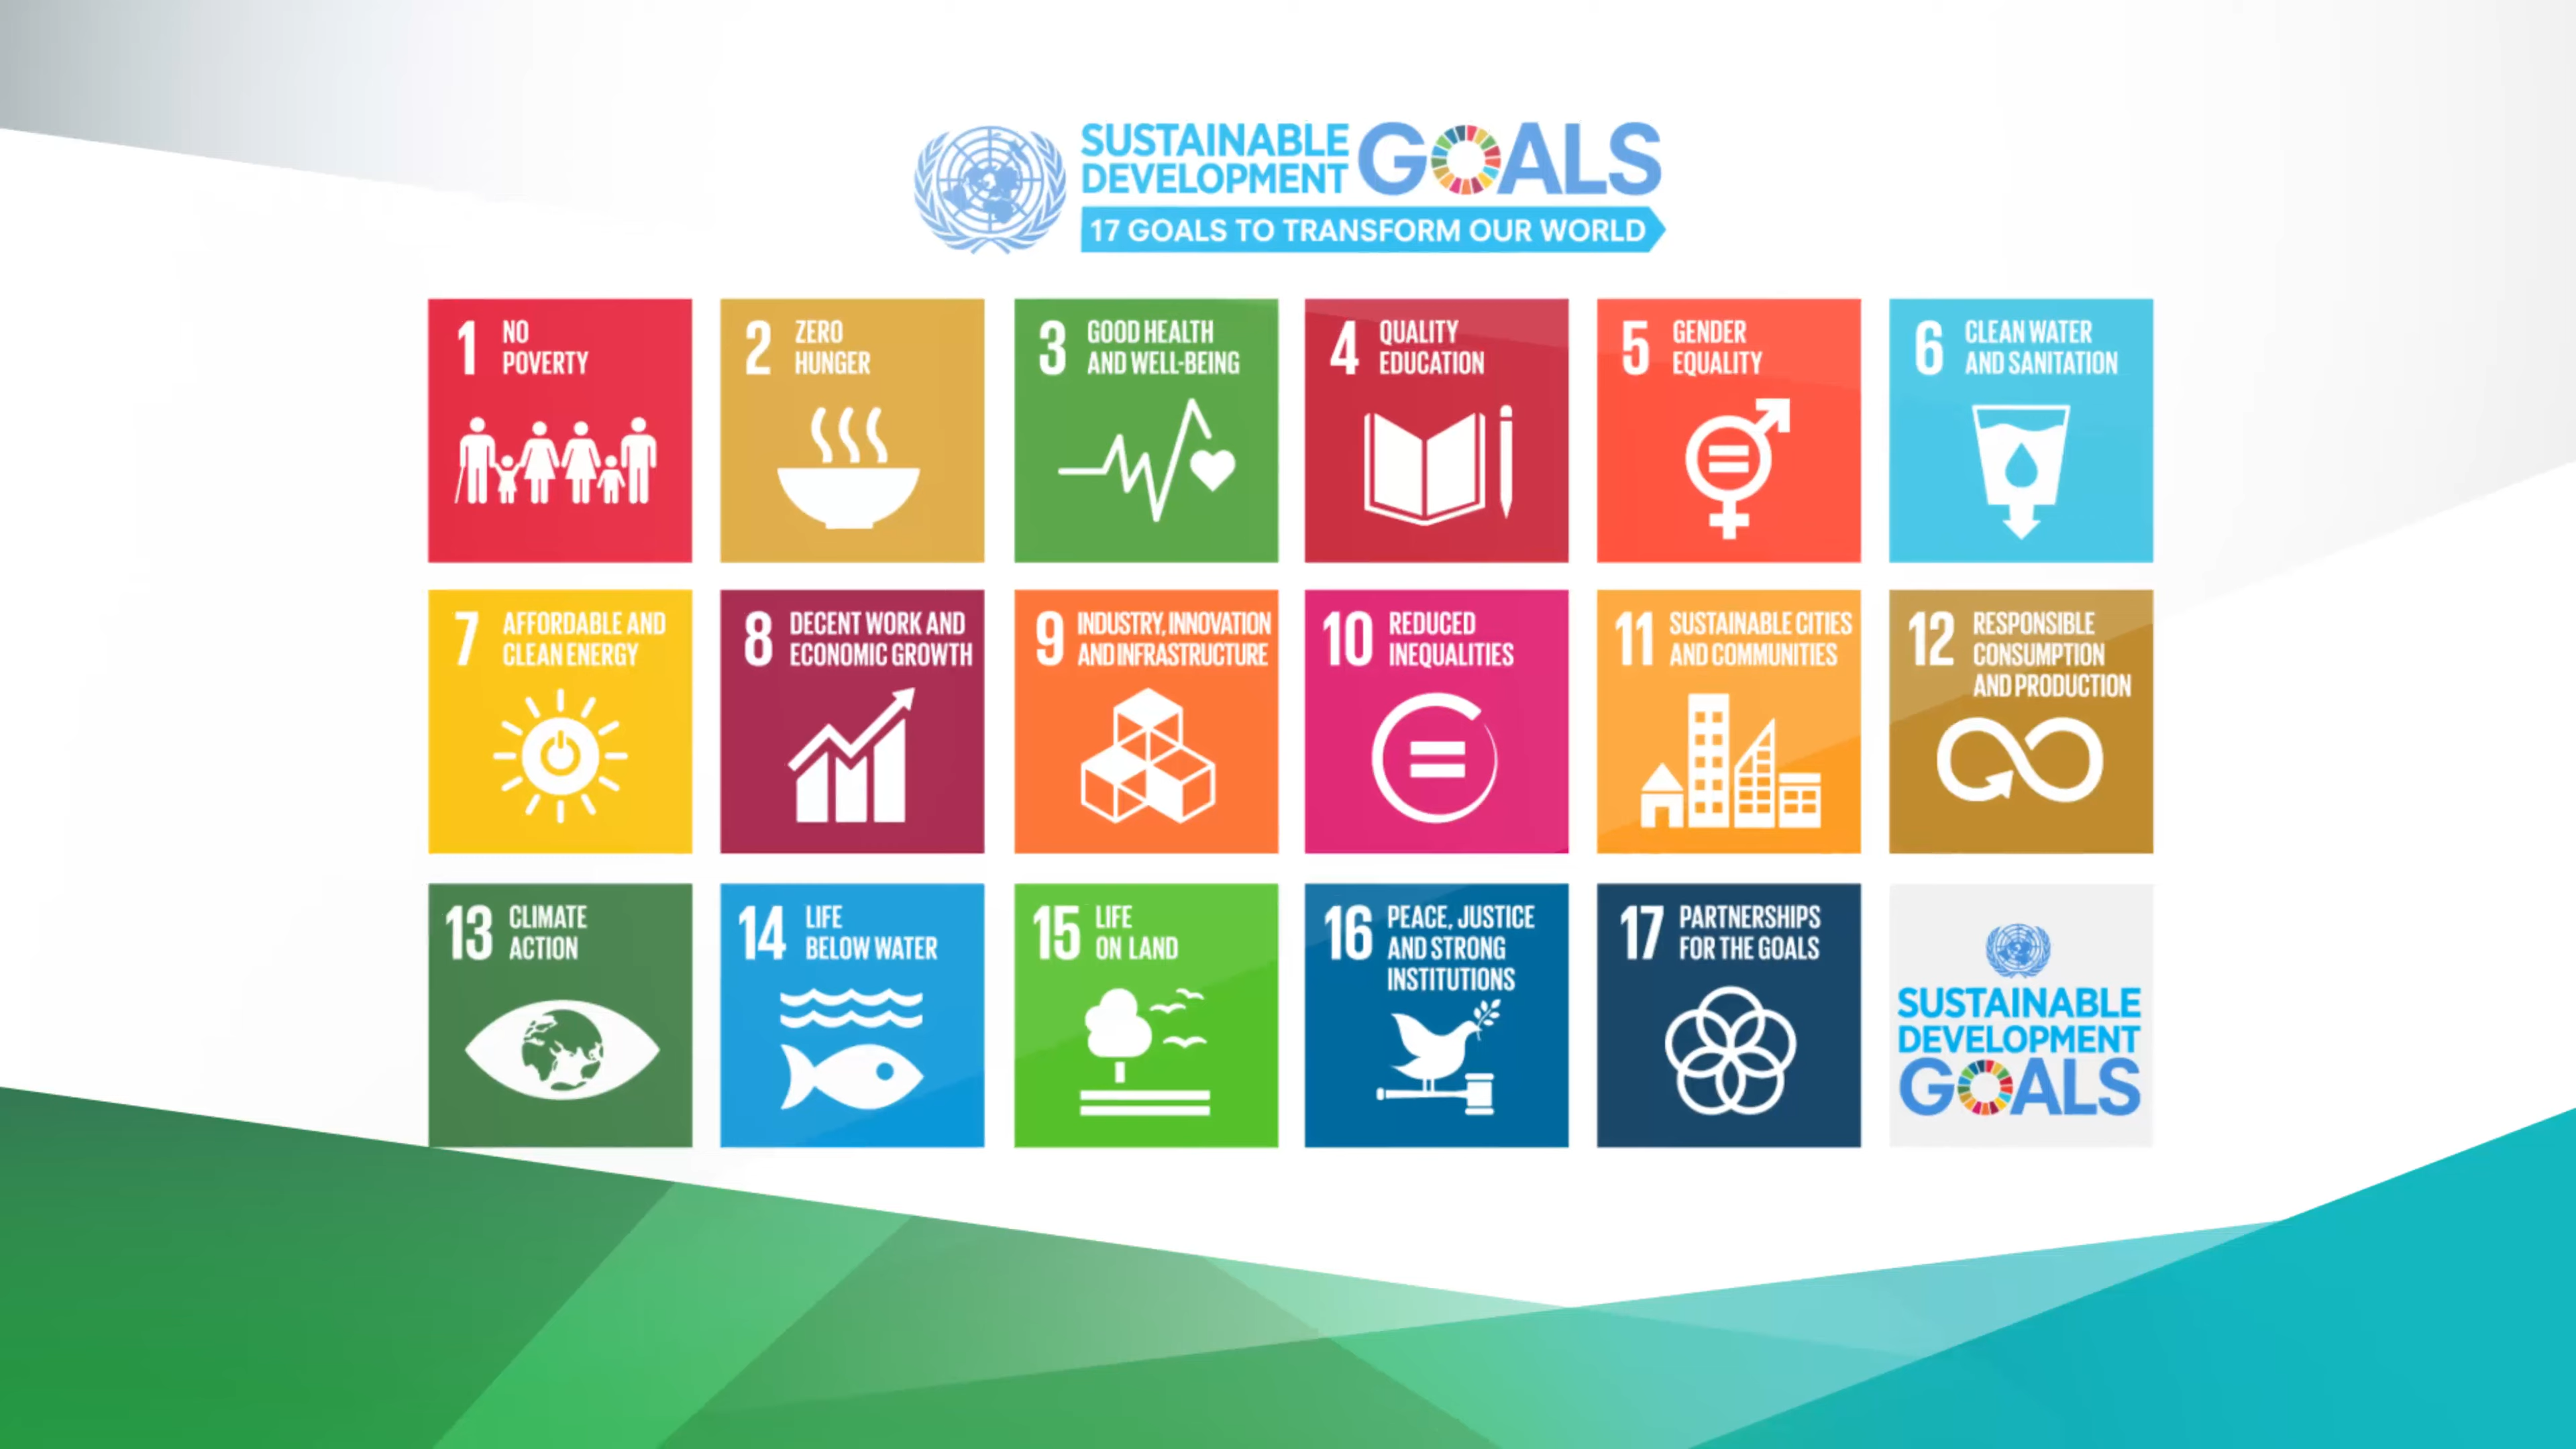 SUSTAINABLE
DEVELOPMENT
GOALS
17 GOALS TO TRANSFORM OUR WORLD
1 NO
POVERTY
2 ZERO
HUNGER
3 GOOD HEALTH
AND WELL-BEING
4 QUALITY
EDUCATION
5 GENDER
EQUALITY
6 CLEAN WATER
AND SANITATION
7 AFFORDABLE AND
CLEAN ENERGY
8 DECENT WORK AND
ECONOMIC GROWTH
9 INDUSTRY, INNOVATION
AND INFRASTRUCTURE
10 REDUCED
INEQUALITIES
11 SUSTAINABLE CITIES
AND COMMUNITIES
12 RESPONSIBLE
CONSUMPTION
AND PRODUCTION
13 CLIMATE
ACTION
14 LIFE
BELOW WATER
15 LIFE
ON LAND
16 PEACE, JUSTICE
AND STRONG
INSTITUTIONS
17 PARTNERSHIPS
FOR THE GOALS
SUSTAINABLE
DEVELOPMENT
GOALS